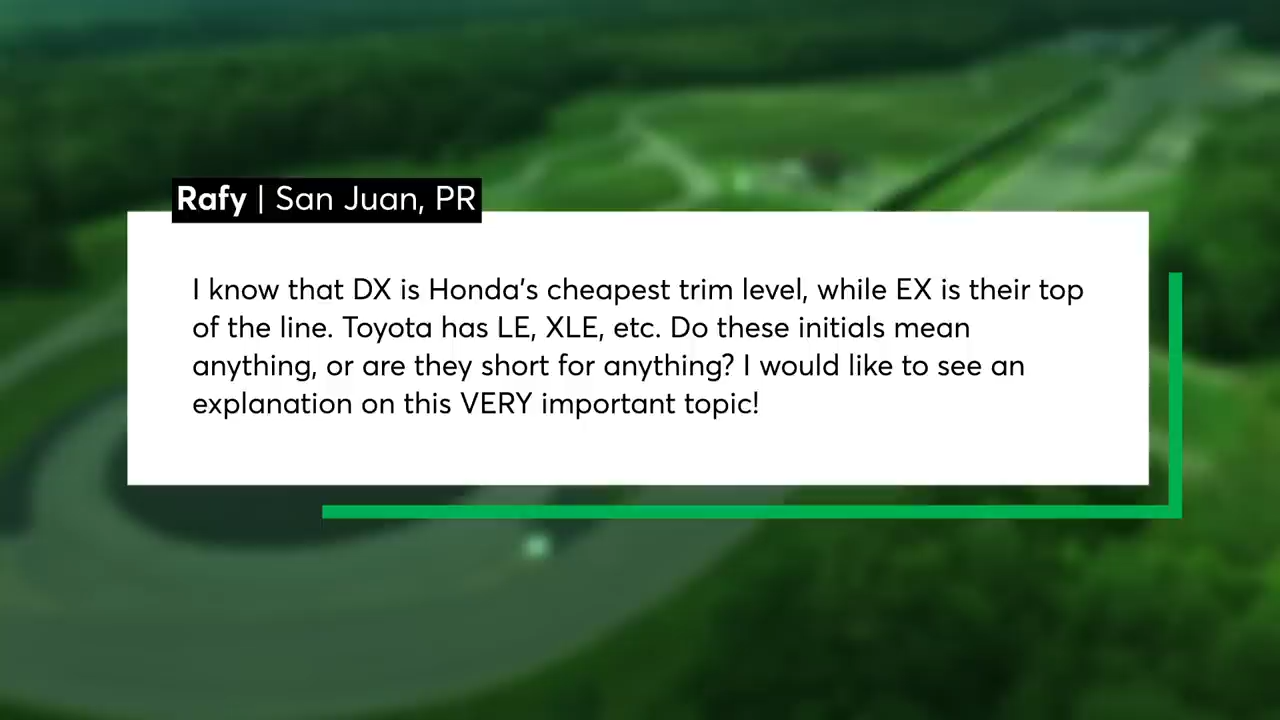 Rafy | San Juan, PR
I know that DX is Honda's cheapest trim level, while EX is their top
of the line. Toyota has LE, XLE, etc. Do these initials mean
anything, or are they short for anything? I would like to see an
explanation on this VERY important topic!